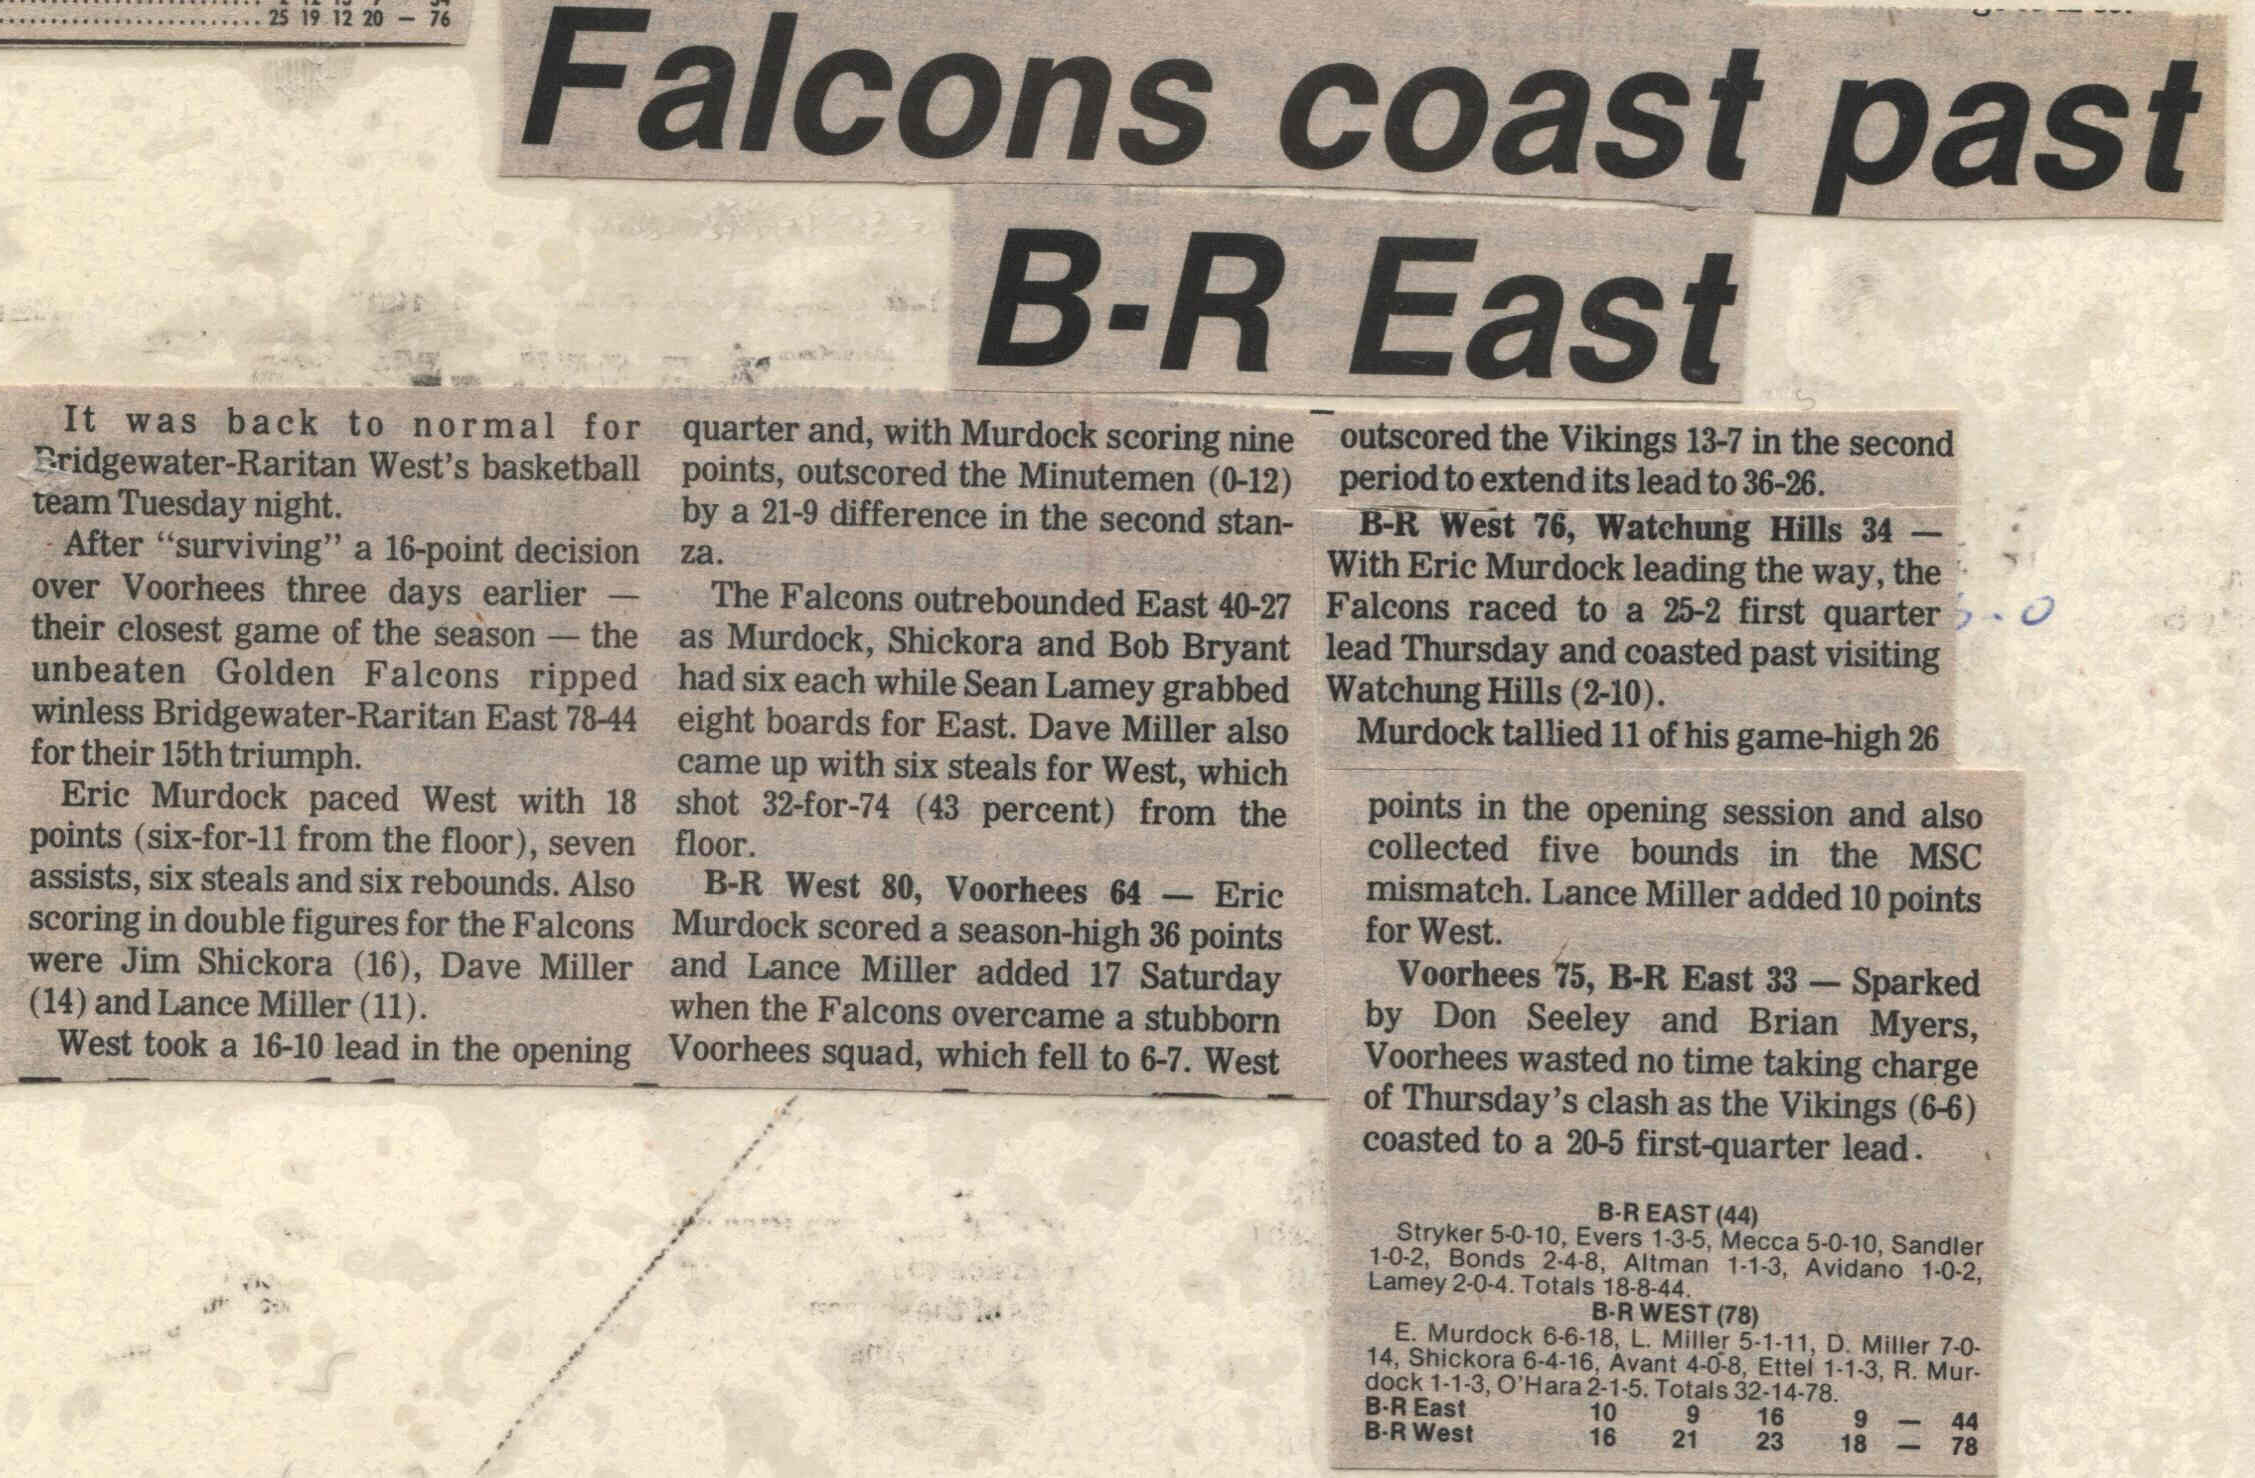 25 19 12 20 — 76
Falcons coast past
B-R East
It was back to normal for
Bridgewater-Raritan West's basketball
team Tuesday night.
After “surviving” a 16-point decision
over Voorhees three days earlier —
their closest game of the season — the
unbeaten Golden Falcons ripped
winless Bridgewater-Raritan East 78-44
for their 15th triumph.
Eric Murdock paced West with 18
points (six-for-11 from the floor), seven
assists, six steals and six rebounds. Also
scoring in double figures for the Falcons
were Jim Shickora (16), Dave Miller
(14) and Lance Miller (11).
West took a 16-10 lead in the opening
quarter and, with Murdock scoring nine
points, outscored the Minutemen (0-12)
by a 21-9 difference in the second stan-
za.
The Falcons outrebounded East 40-27
as Murdock, Shickora and Bob Bryant
had six each while Sean Lamey grabbed
eight boards for East. Dave Miller also
came up with six steals for West, which
shot 32-for-74 (43 percent) from the
floor.
B-R West 80, Voorhees 64 — Eric
Murdock scored a season-high 36 points
and Lance Miller added 17 Saturday
when the Falcons overcame a stubborn
Voorhees squad, which fell to 6-7. West
outscored the Vikings 13-7 in the second
period to extend its lead to 36-26.
B-R West 76, Watchung Hills 34 —
With Eric Murdock leading the way, the
Falcons raced to a 25-2 first quarter
lead Thursday and coasted past visiting
Watchung Hills (2-10).
Murdock tallied 11 of his game-high 26
points in the opening session and also
collected five bounds in the MSC
mismatch. Lance Miller added 10 points
for West.
Voorhees 75, B-R East 33 — Sparked
by Don Seeley and Brian Myers,
Voorhees wasted no time taking charge
of Thursday's clash as the Vikings (6-6)
coasted to a 20-5 first-quarter lead.
B-R EAST (44)
Stryker 5-0-10, Evers 1-3-5, Mecca 5-0-10, Sandler
1-0-2, Bonds 2-4-8, Altman 1-1-3, Avidano 1-0-2,
Lamey 2-0-4. Totals 18-8-44.
B-R WEST (78)
E. Murdock 6-6-18, L. Miller 5-1-11, D. Miller 7-0-
14, Shickora 6-4-16, Avant 4-0-8, Ettel 1-1-3, R. Mur-
dock 1-1-3, O'Hara 2-1-5. Totals 32-14-78.
B-R East 10 9 16 9 — 44
B-R West 16 21 23 18 — 78